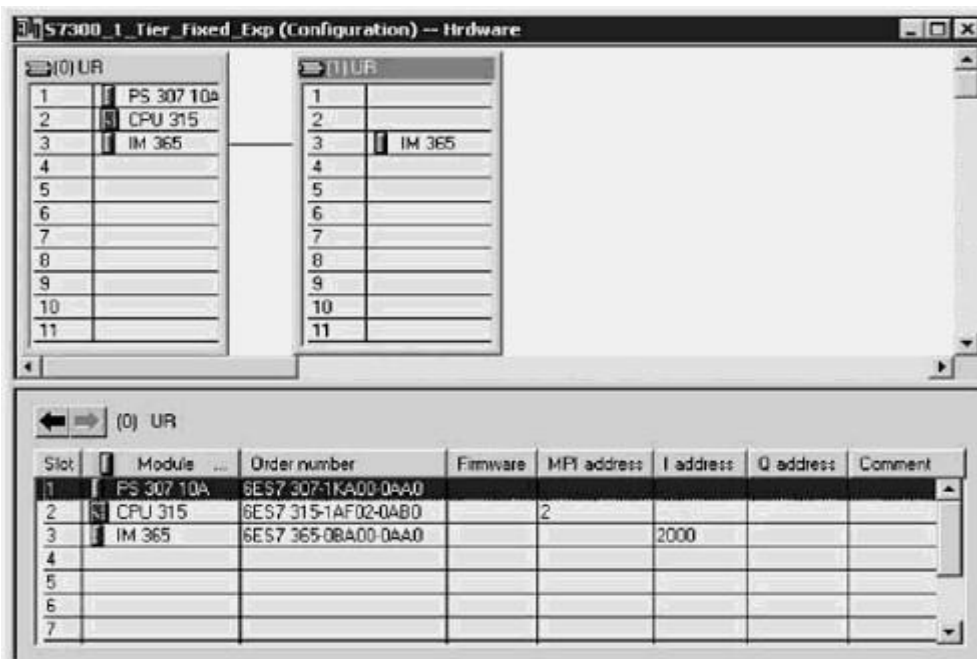 S7300_1_Tier_Fixed_Exp (Configuration) -- Hrdware
(0) UR
1 PS 307 10A
2 CPU 315
3 IM 365
4
5
6
7
8
9
10
11
(1) UR
1
2
3 IM 365
4
5
6
7
8
9
10
11
(0) UR
Slot Module ... Order number Firmware MPI address I address Q address Comment
1 PS 307 10A 6ES7 307-1KA00-0AA0
2 CPU 315 6ES7 315-1AF02-0AB0 2
3 IM 365 6ES7 365-0BA00-0AA0 2000
4
5
6
7